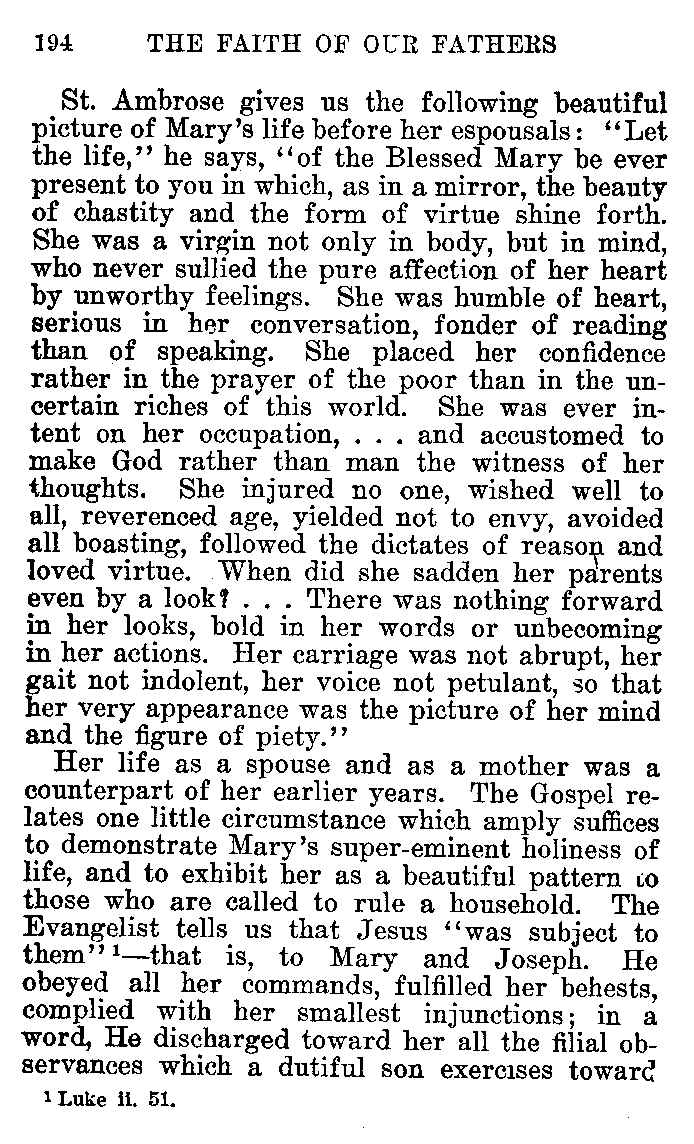 194 THE FAITH OF OUR FATHERS
St. Ambrose gives us the following beautiful
picture of Mary's life before her espousals: "Let
the life," he says, "of the Blessed Mary be ever
present to you in which, as in a mirror, the beauty
of chastity and the form of virtue shine forth.
She was a virgin not only in body, but in mind,
who never sullied the pure affection of her heart
by unworthy feelings. She was humble of heart,
serious in her conversation, fonder of reading
than of speaking. She placed her confidence
rather in the prayer of the poor than in the un-
certain riches of this world. She was ever in-
tent on her occupation, . . . and accustomed to
make God rather than man the witness of her
thoughts. She injured no one, wished well to
all, reverenced age, yielded not to envy, avoided
all boasting, followed the dictates of reason and
loved virtue. When did she sadden her parents
even by a look? . . . There was nothing forward
in her looks, bold in her words or unbecoming
in her actions. Her carriage was not abrupt, her
gait not indolent, her voice not petulant, so that
her very appearance was the picture of her mind
and the figure of piety."
Her life as a spouse and as a mother was a
counterpart of her earlier years. The Gospel re-
lates one little circumstance which amply suffices
to demonstrate Mary's super-eminent holiness of
life, and to exhibit her as a beautiful pattern to
those who are called to rule a household. The
Evangelist tells us that Jesus "was subject to
them"¹—that is, to Mary and Joseph. He
obeyed all her commands, fulfilled her behests,
complied with her smallest injunctions; in a
word, He discharged toward her all the filial ob-
servances which a dutiful son exercises toward
¹ Luke ii. 51.